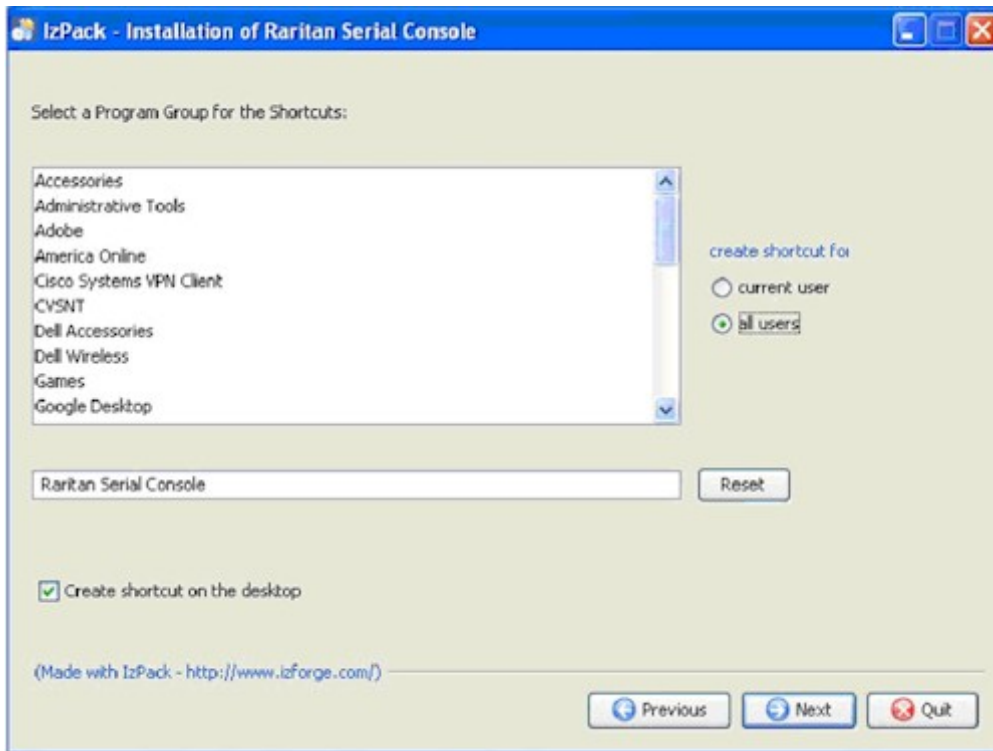 IzPack - Installation of Raritan Serial Console
Select a Program Group for the Shortcuts:
Accessories
Administrative Tools
Adobe
America Online
Cisco Systems VPN Client
CVSNT
Dell Accessories
Dell Wireless
Games
Google Desktop
create shortcut for
current user
all users
Raritan Serial Console
Reset
Create shortcut on the desktop
(Made with IzPack - http://www.izforge.com/)
Previous
Next
Quit